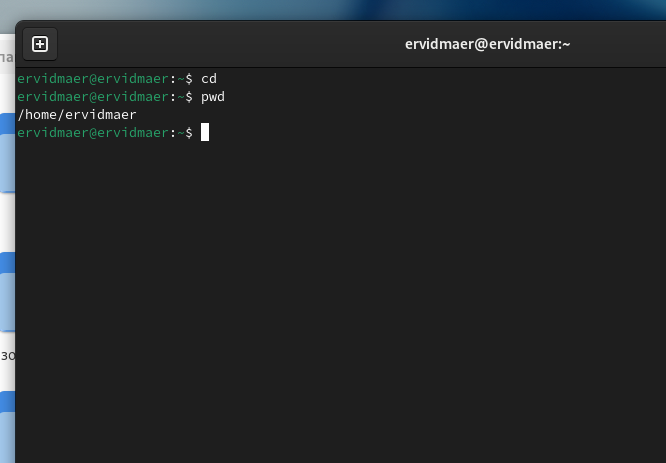 ervidmaer@ervidmaer:~
ervidmaer@ervidmaer:~$ cd
ervidmaer@ervidmaer:~$ pwd
/home/ervidmaer
ervidmaer@ervidmaer:~$